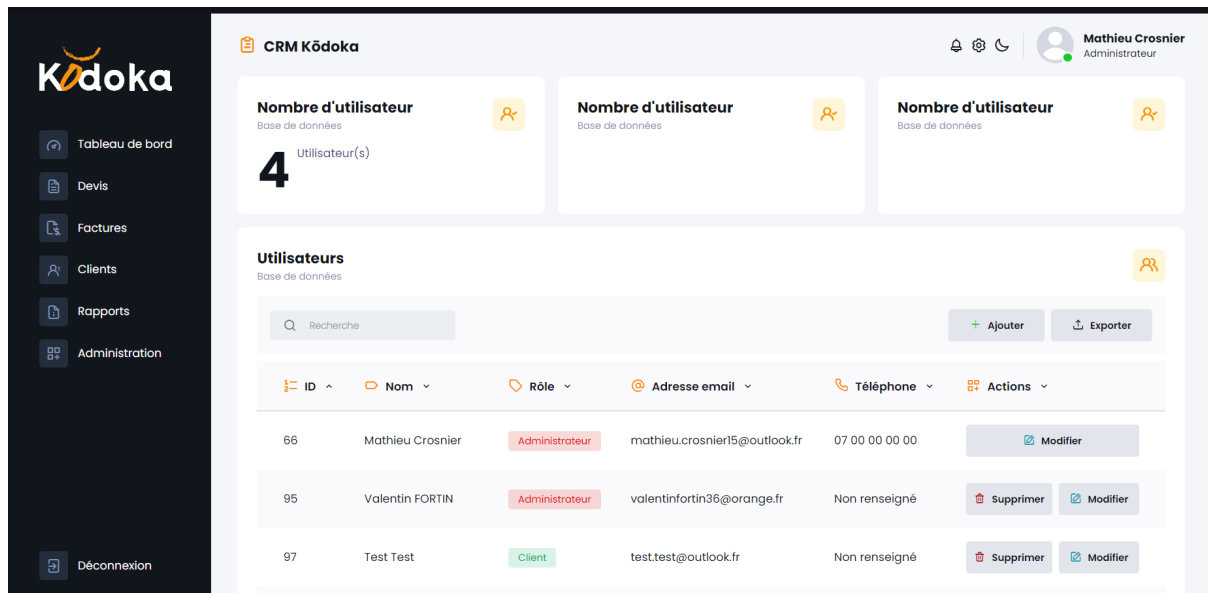 Kōdoka
Tableau de bord
Devis
Factures
Clients
Rapports
Administration
Déconnexion
CRM Kōdoka
Mathieu Crosnier
Administrateur
Nombre d'utilisateur
Base de données
4 Utilisateur(s)
Nombre d'utilisateur
Base de données
Nombre d'utilisateur
Base de données
Utilisateurs
Base de données
Recherche
Ajouter Exporter
ID Nom Rôle Adresse email Téléphone Actions
66 Mathieu Crosnier Administrateur mathieu.crosnier15@outlook.fr 07 00 00 00 00 Modifier
95 Valentin FORTIN Administrateur valentinfortin36@orange.fr Non renseigné Supprimer Modifier
97 Test Test Client test.test@outlook.fr Non renseigné Supprimer Modifier